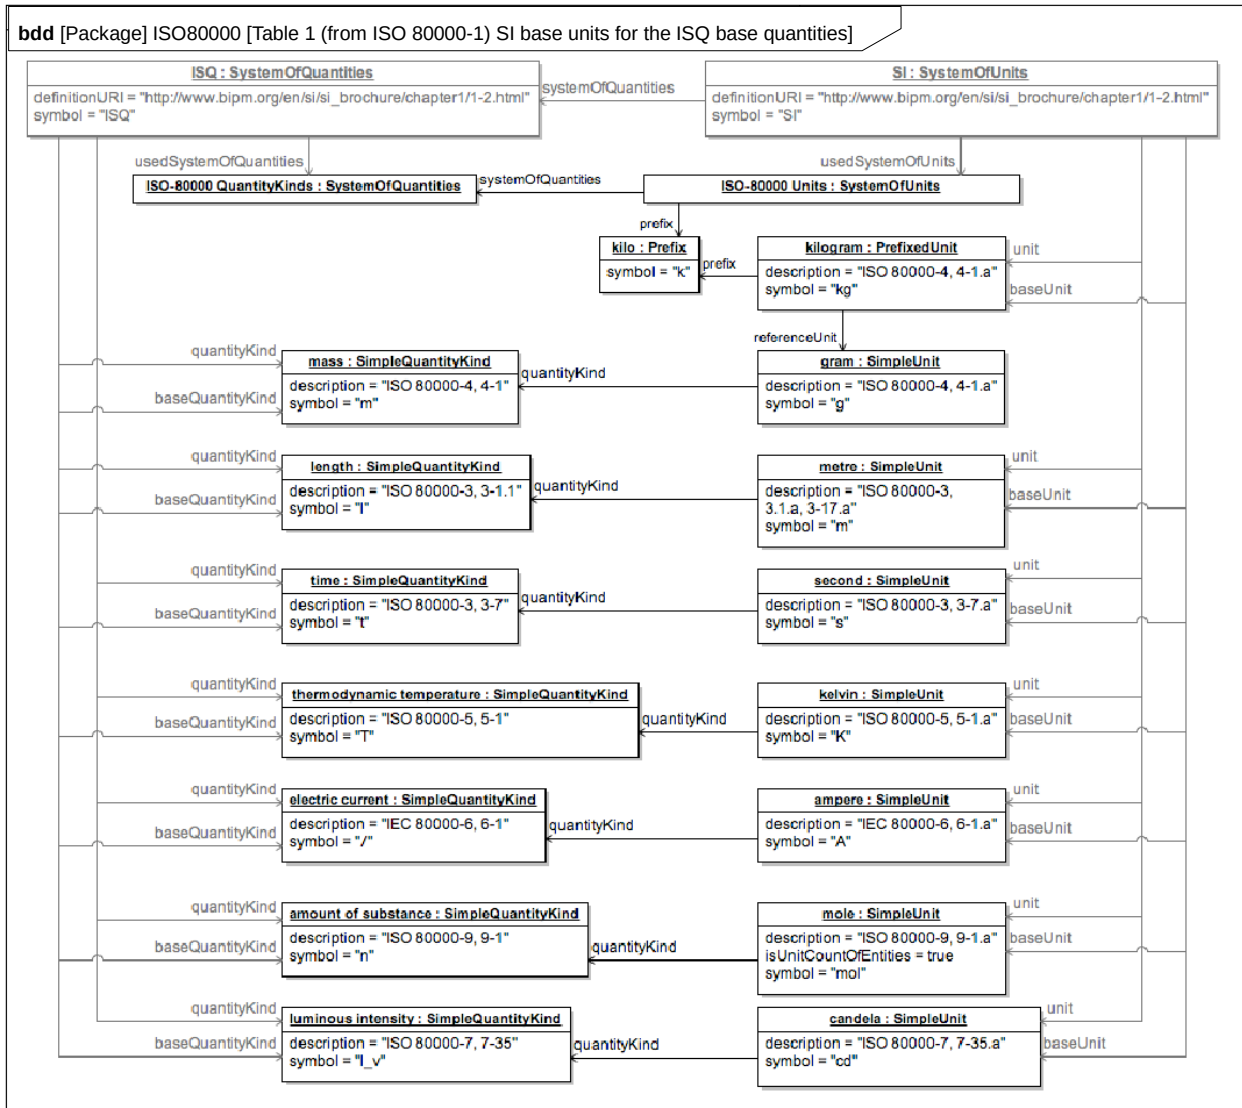 bdd [Package] ISO80000 [Table 1 (from ISO 80000-1) SI base units for the ISQ base quantities]
ISQ : SystemOfQuantities
definitionURI = "http://www.bipm.org/en/si/si_brochure/chapter1/1-2.html"
symbol = "ISQ"
systemOfQuantities
SI : SystemOfUnits
definitionURI = "http://www.bipm.org/en/si/si_brochure/chapter1/1-2.html"
symbol = "SI"
usedSystemOfQuantities
usedSystemOfUnits
ISO-80000 QuantityKinds : SystemOfQuantities
systemOfQuantities
ISO-80000 Units : SystemOfUnits
prefix
kilo : Prefix
symbol = "k"
prefix
kilogram : PrefixedUnit
description = "ISO 80000-4, 4-1.a"
symbol = "kg"
unit
baseUnit
referenceUnit
quantityKind
baseQuantityKind
mass : SimpleQuantityKind
description = "ISO 80000-4, 4-1"
symbol = "m"
quantityKind
gram : SimpleUnit
description = "ISO 80000-4, 4-1.a"
symbol = "g"
quantityKind
baseQuantityKind
length : SimpleQuantityKind
description = "ISO 80000-3, 3-1.1"
symbol = "l"
quantityKind
metre : SimpleUnit
description = "ISO 80000-3,
3.1.a, 3-17.a"
symbol = "m"
unit
baseUnit
quantityKind
baseQuantityKind
time : SimpleQuantityKind
description = "ISO 80000-3, 3-7"
symbol = "t"
quantityKind
second : SimpleUnit
description = "ISO 80000-3, 3-7.a"
symbol = "s"
unit
baseUnit
quantityKind
baseQuantityKind
thermodynamic temperature : SimpleQuantityKind
description = "ISO 80000-5, 5-1"
symbol = "T"
quantityKind
kelvin : SimpleUnit
description = "ISO 80000-5, 5-1.a"
symbol = "K"
unit
baseUnit
quantityKind
baseQuantityKind
electric current : SimpleQuantityKind
description = "IEC 80000-6, 6-1"
symbol =
quantityKind
ampere : SimpleUnit
description = "IEC 80000-6, 6-1.a"
symbol = "A"
unit
baseUnit
quantityKind
baseQuantityKind
amount of substance : SimpleQuantityKind
description = "ISO 80000-9, 9-1"
symbol = "n"
quantityKind
mole : SimpleUnit
description = "ISO 80000-9, 9-1.a"
isUnitCountOfEntities = true
symbol = "mol"
unit
baseUnit
quantityKind
baseQuantityKind
luminous intensity : SimpleQuantityKind
description = "ISO 80000-7, 7-35"
symbol = "I_v"
quantityKind
candela : SimpleUnit
description = "ISO 80000-7, 7-35.a"
symbol = "cd"
unit
baseUnit